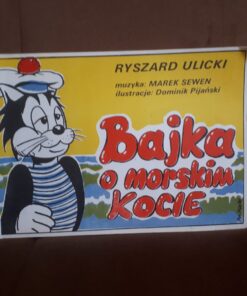 RYSZARD ULICKI
muzyka: MAREK SEWEN
ilustracje: Dominik Pijański
Bajka
o morskim
KOCIE